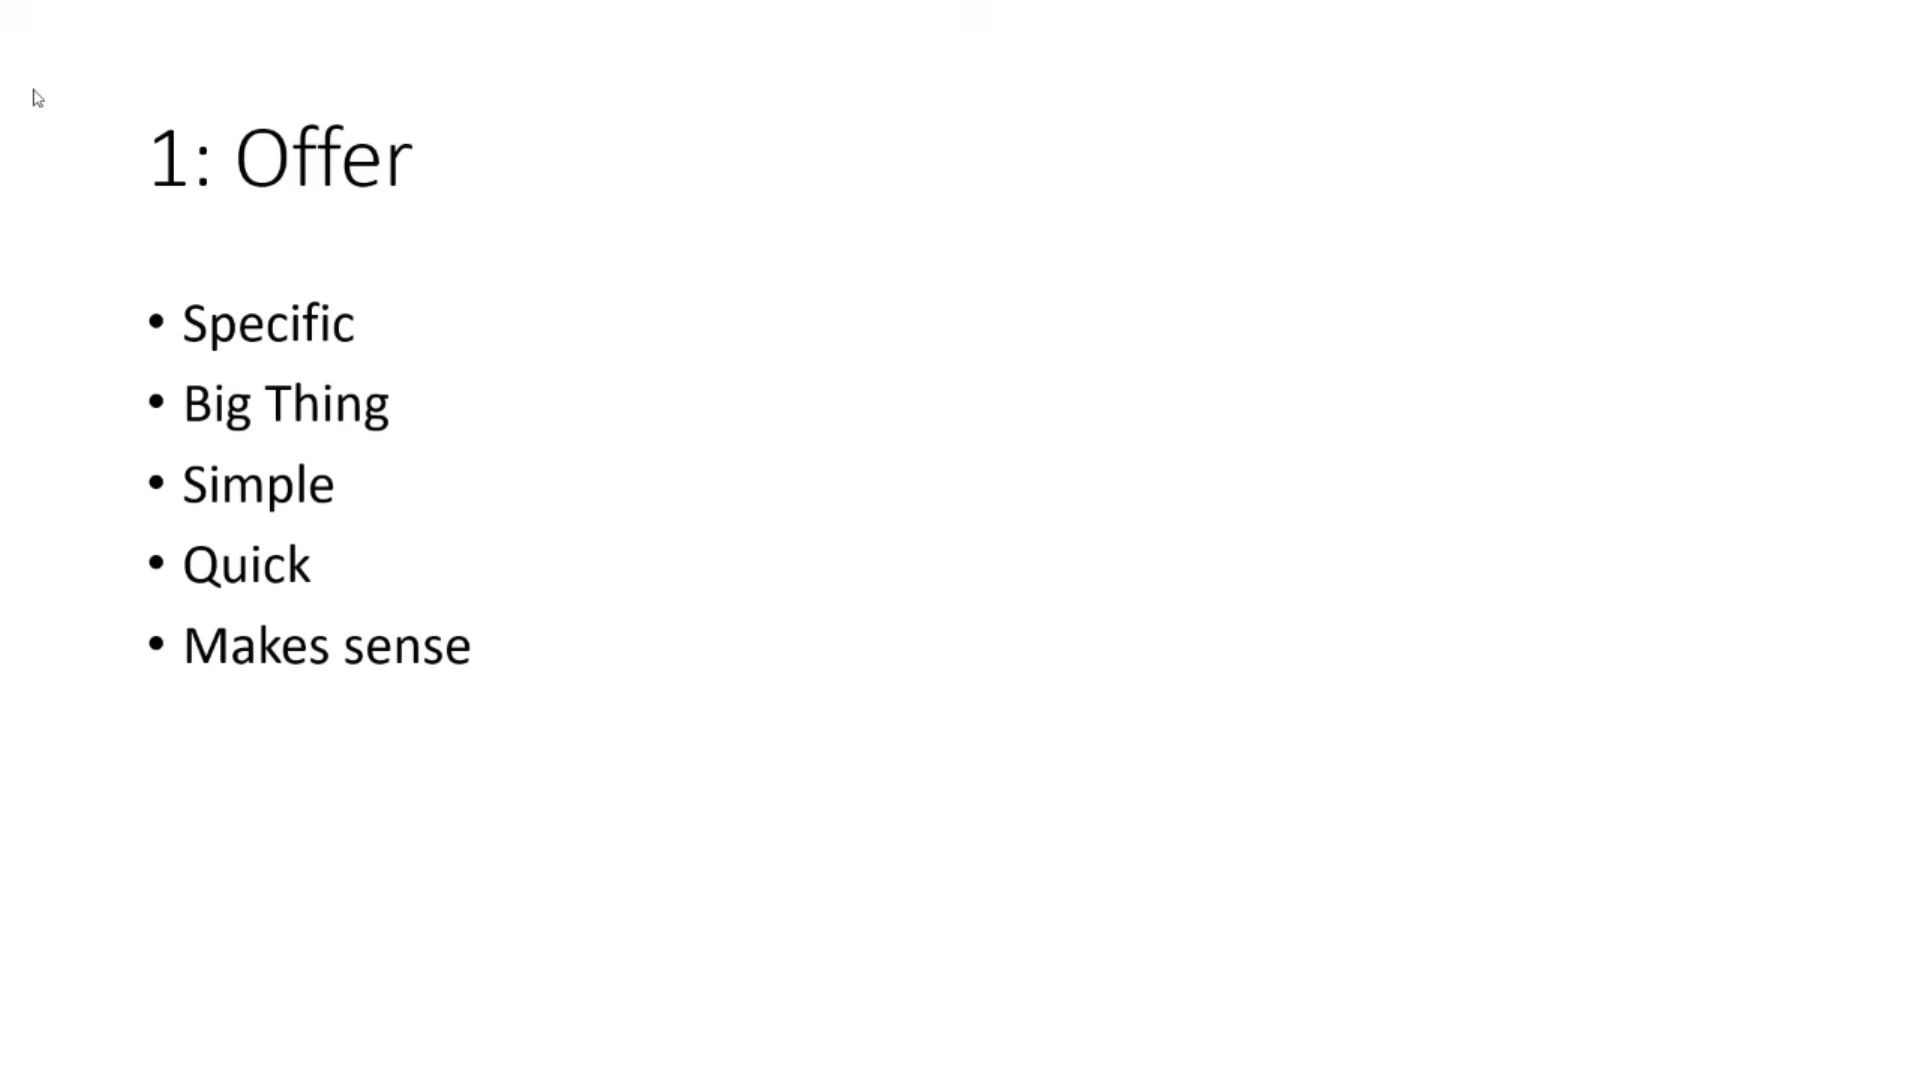 1: Offer
• Specific
• Big Thing
• Simple
• Quick
• Makes sense